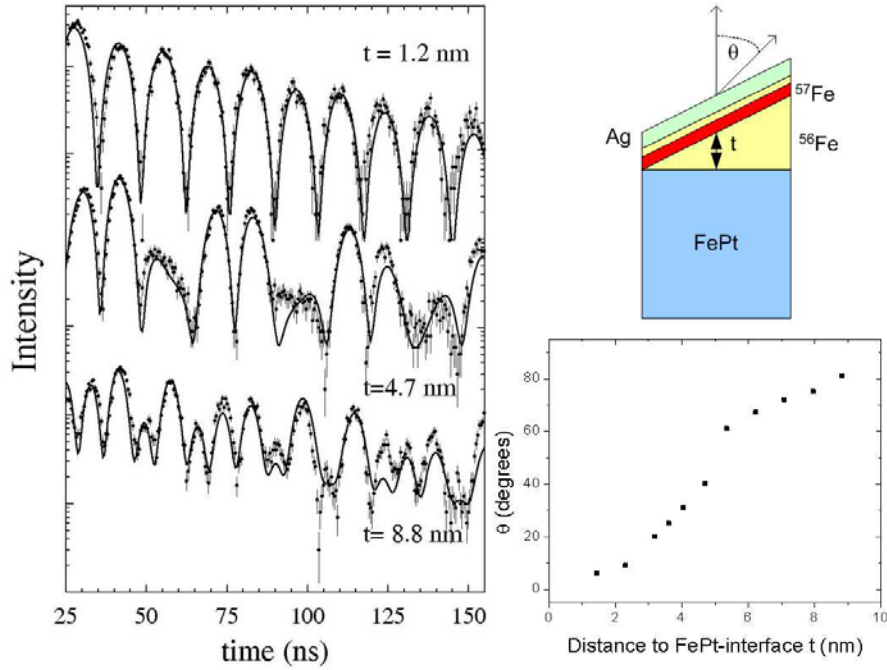 t = 1.2 nm
t=4.7 nm
t=8.8 nm
Intensity
25 50 75 100 125 150
time (ns)
θ
⁵⁷Fe
Ag
t
⁵⁶Fe
FePt
80
60
40
20
0
θ (degrees)
0 2 4 6 8 10
Distance to FePt-interface t (nm)